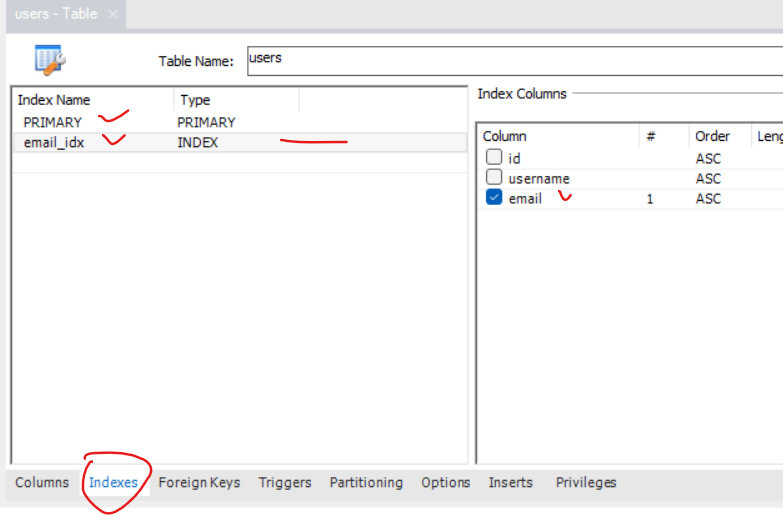 users - Table ×
Table Name: users
Index Name Type
PRIMARY PRIMARY
email_idx INDEX
Index Columns
Column # Order Leng
id ASC
username ASC
email 1 ASC
Columns Indexes Foreign Keys Triggers Partitioning Options Inserts Privileges